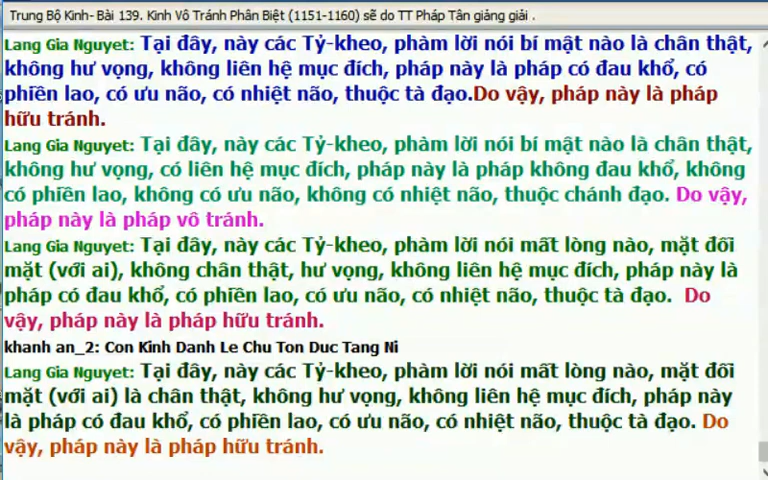 Trung Bộ Kinh- Bài 139. Kinh Vô Tránh Phân Biệt (1151-1160) sẽ do TT Pháp Tân giảng giải .
Lang Gia Nguyet: Tại đây, này các Tỷ-kheo, phàm lời nói bí mật nào là chân thật,
không hư vọng, không liên hệ mục đích, pháp này là pháp có đau khổ, có
phiền lao, có ưu não, có nhiệt não, thuộc tà đạo.Do vậy, pháp này là pháp
hữu tránh.
Lang Gia Nguyet: Tại đây, này các Tỷ-kheo, phàm lời nói bí mật nào là chân thật,
không hư vọng, có liên hệ mục đích, pháp này là pháp không đau khổ, không
có phiền lao, không có ưu não, không có nhiệt não, thuộc chánh đạo. Do vậy,
pháp này là pháp vô tránh.
Lang Gia Nguyet: Tại đây, này các Tỷ-kheo, phàm lời nói mất lòng nào, mặt đối
mặt (với ai), không chân thật, hư vọng, không liên hệ mục đích, pháp này là
pháp có đau khổ, có phiền lao, có ưu não, có nhiệt não, thuộc tà đạo.  Do
vậy, pháp này là pháp hữu tránh.
khanh an_2: Con Kinh Danh Le Chu Ton Duc Tang Ni
Lang Gia Nguyet: Tại đây, này các Tỷ-kheo, phàm lời nói mất lòng nào, mặt đối
mặt (với ai) là chân thật, không hư vọng, không liên hệ mục đích, pháp này
là pháp có đau khổ, có phiền lao, có ưu não, có nhiệt não, thuộc tà đạo. Do
vậy, pháp này là pháp hữu tránh.